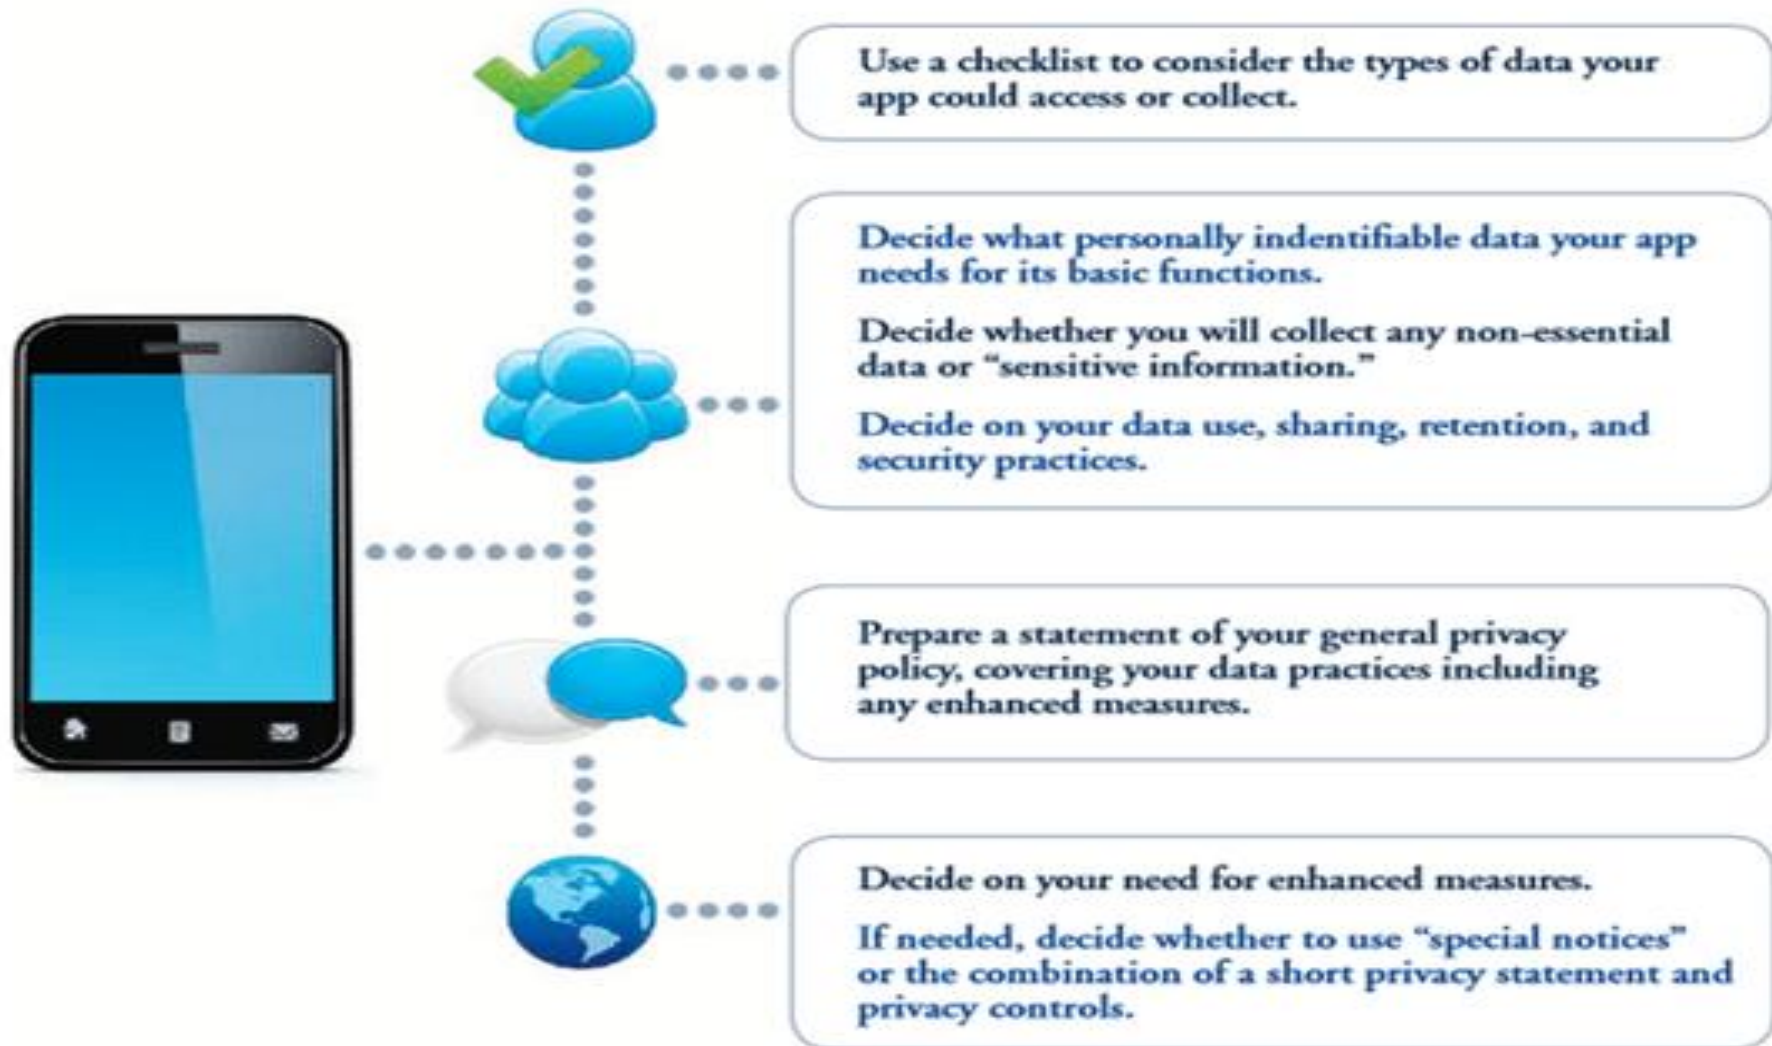 Use a checklist to consider the types of data your
app could access or collect.
Decide what personally indentifiable data your app
needs for its basic functions.
Decide whether you will collect any non-essential
data or “sensitive information.”
Decide on your data use, sharing, retention, and
security practices.
Prepare a statement of your general privacy
policy, covering your data practices including
any enhanced measures.
Decide on your need for enhanced measures.
If needed, decide whether to use “special notices”
or the combination of a short privacy statement and
privacy controls.